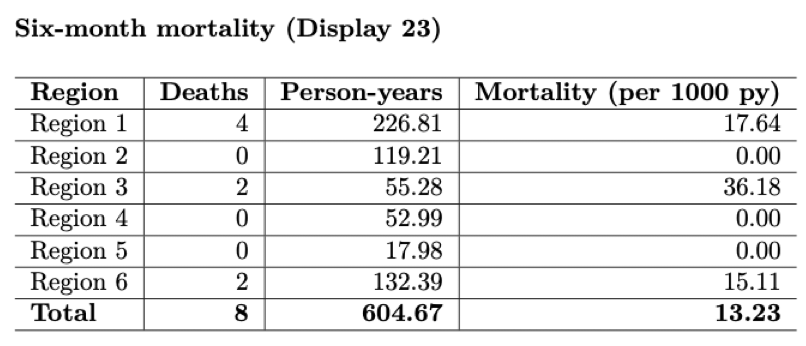 Six-month mortality (Display 23)
Region Deaths Person-years Mortality (per 1000 py)
Region 1 4 226.81 17.64
Region 2 0 119.21 0.00
Region 3 2 55.28 36.18
Region 4 0 52.99 0.00
Region 5 0 17.98 0.00
Region 6 2 132.39 15.11
Total 8 604.67 13.23